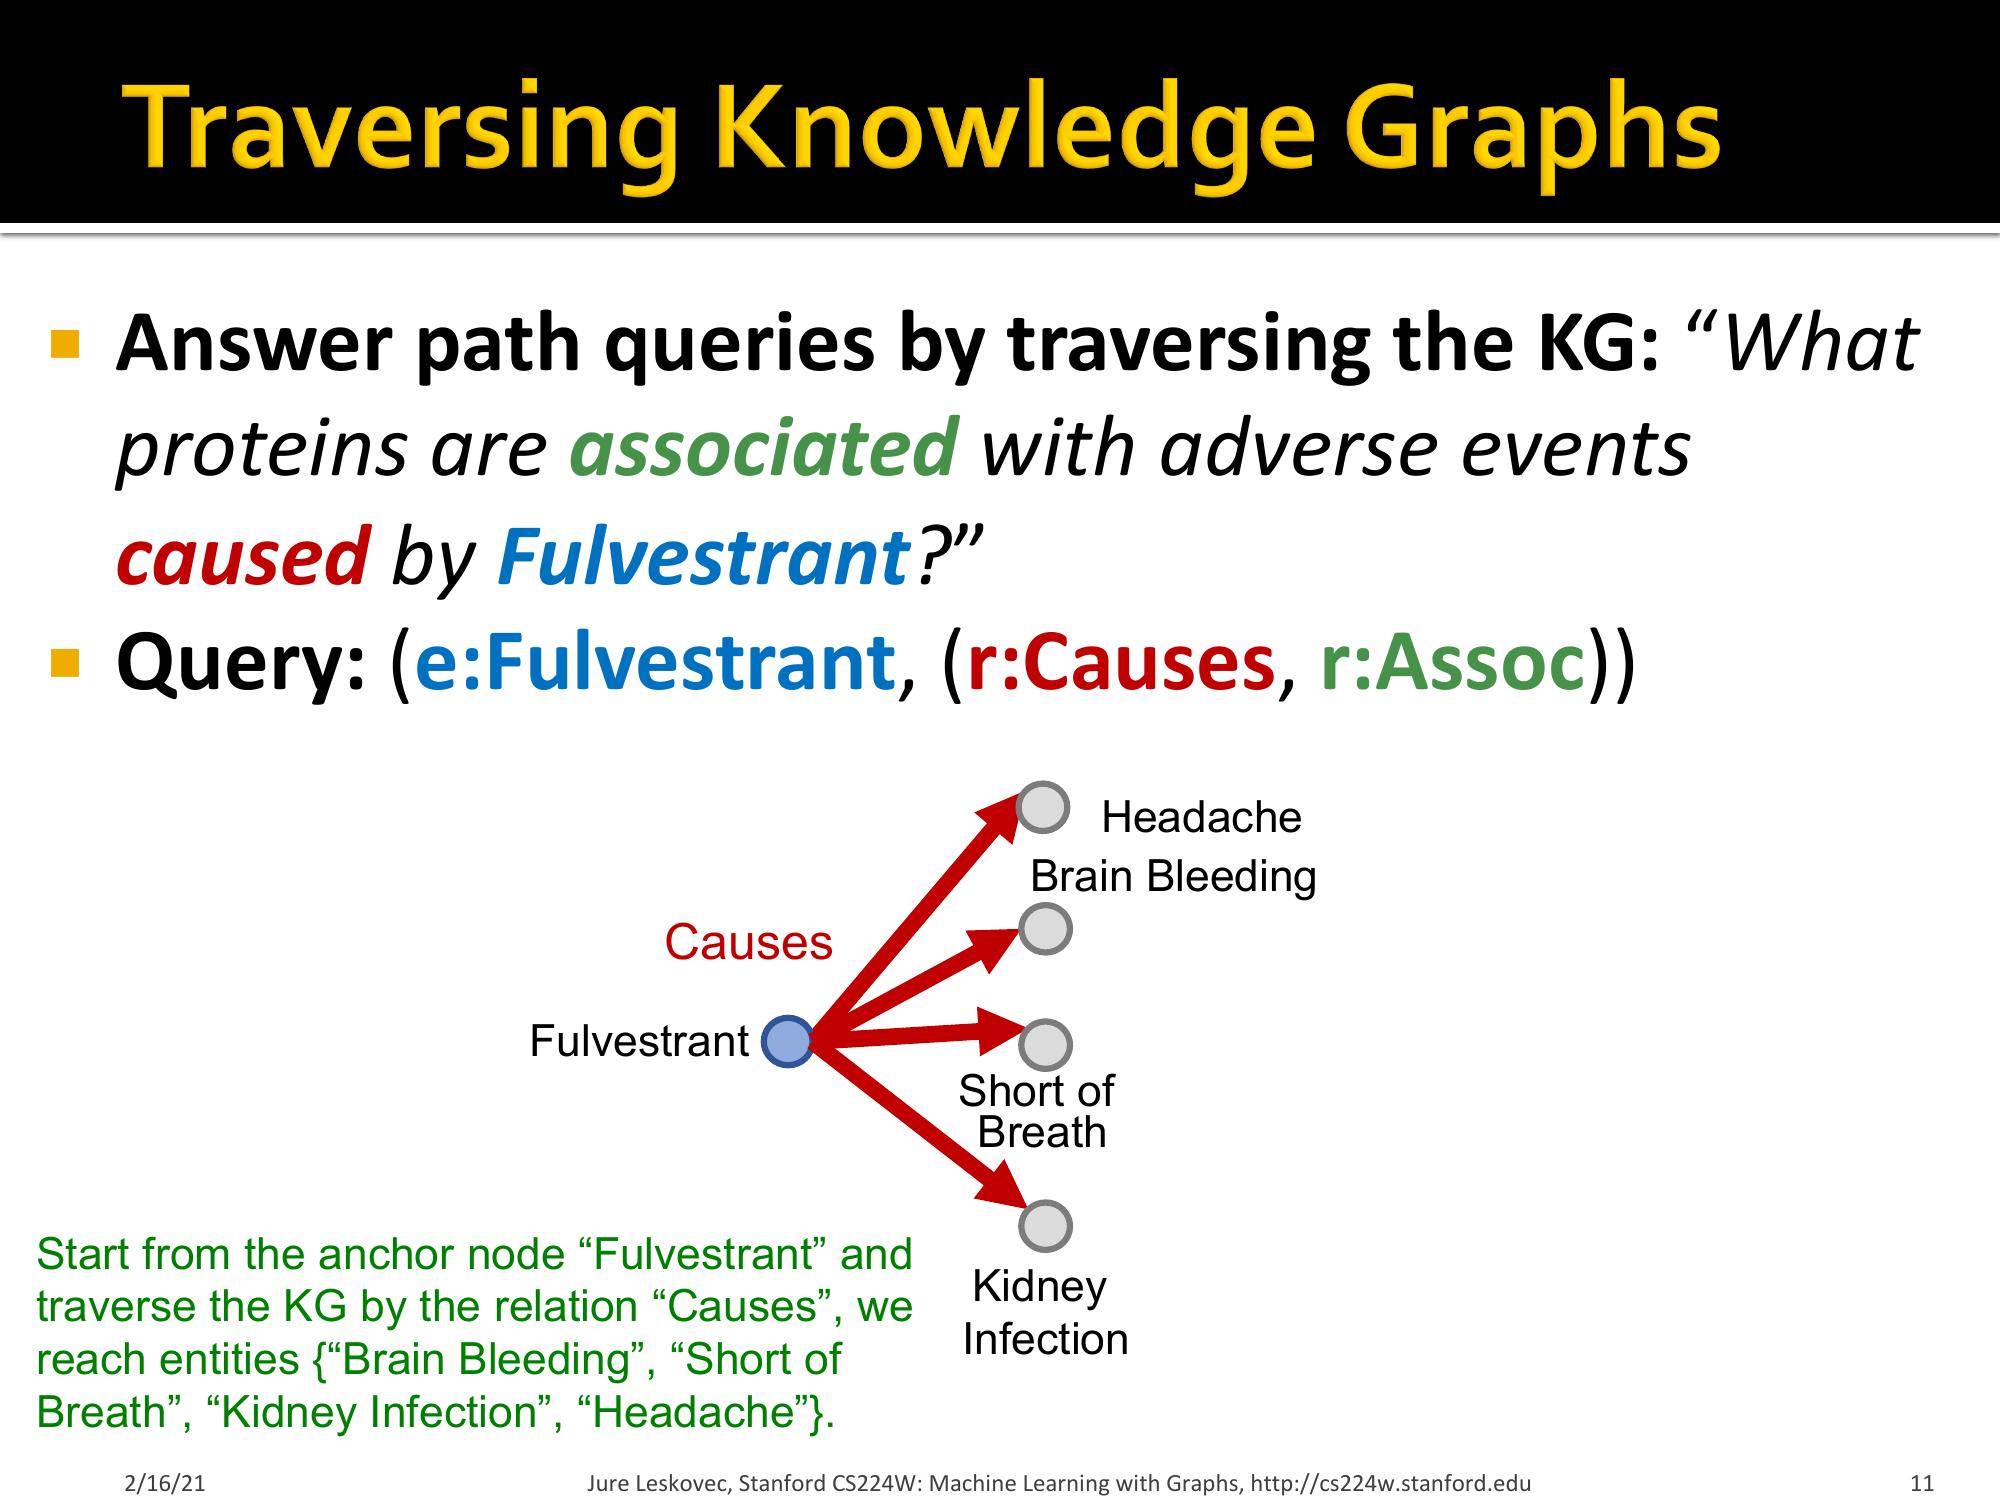 Traversing Knowledge Graphs
Answer path queries by traversing the KG: “What
proteins are associated with adverse events
caused by Fulvestrant?”
Query: (e:Fulvestrant, (r:Causes, r:Assoc))
Headache
Brain Bleeding
Causes
Fulvestrant
Short of
Breath
Kidney
Infection
Start from the anchor node “Fulvestrant” and
traverse the KG by the relation “Causes”, we
reach entities {“Brain Bleeding”, “Short of
Breath”, “Kidney Infection”, “Headache”}.
2/16/21
Jure Leskovec, Stanford CS224W: Machine Learning with Graphs, http://cs224w.stanford.edu
11